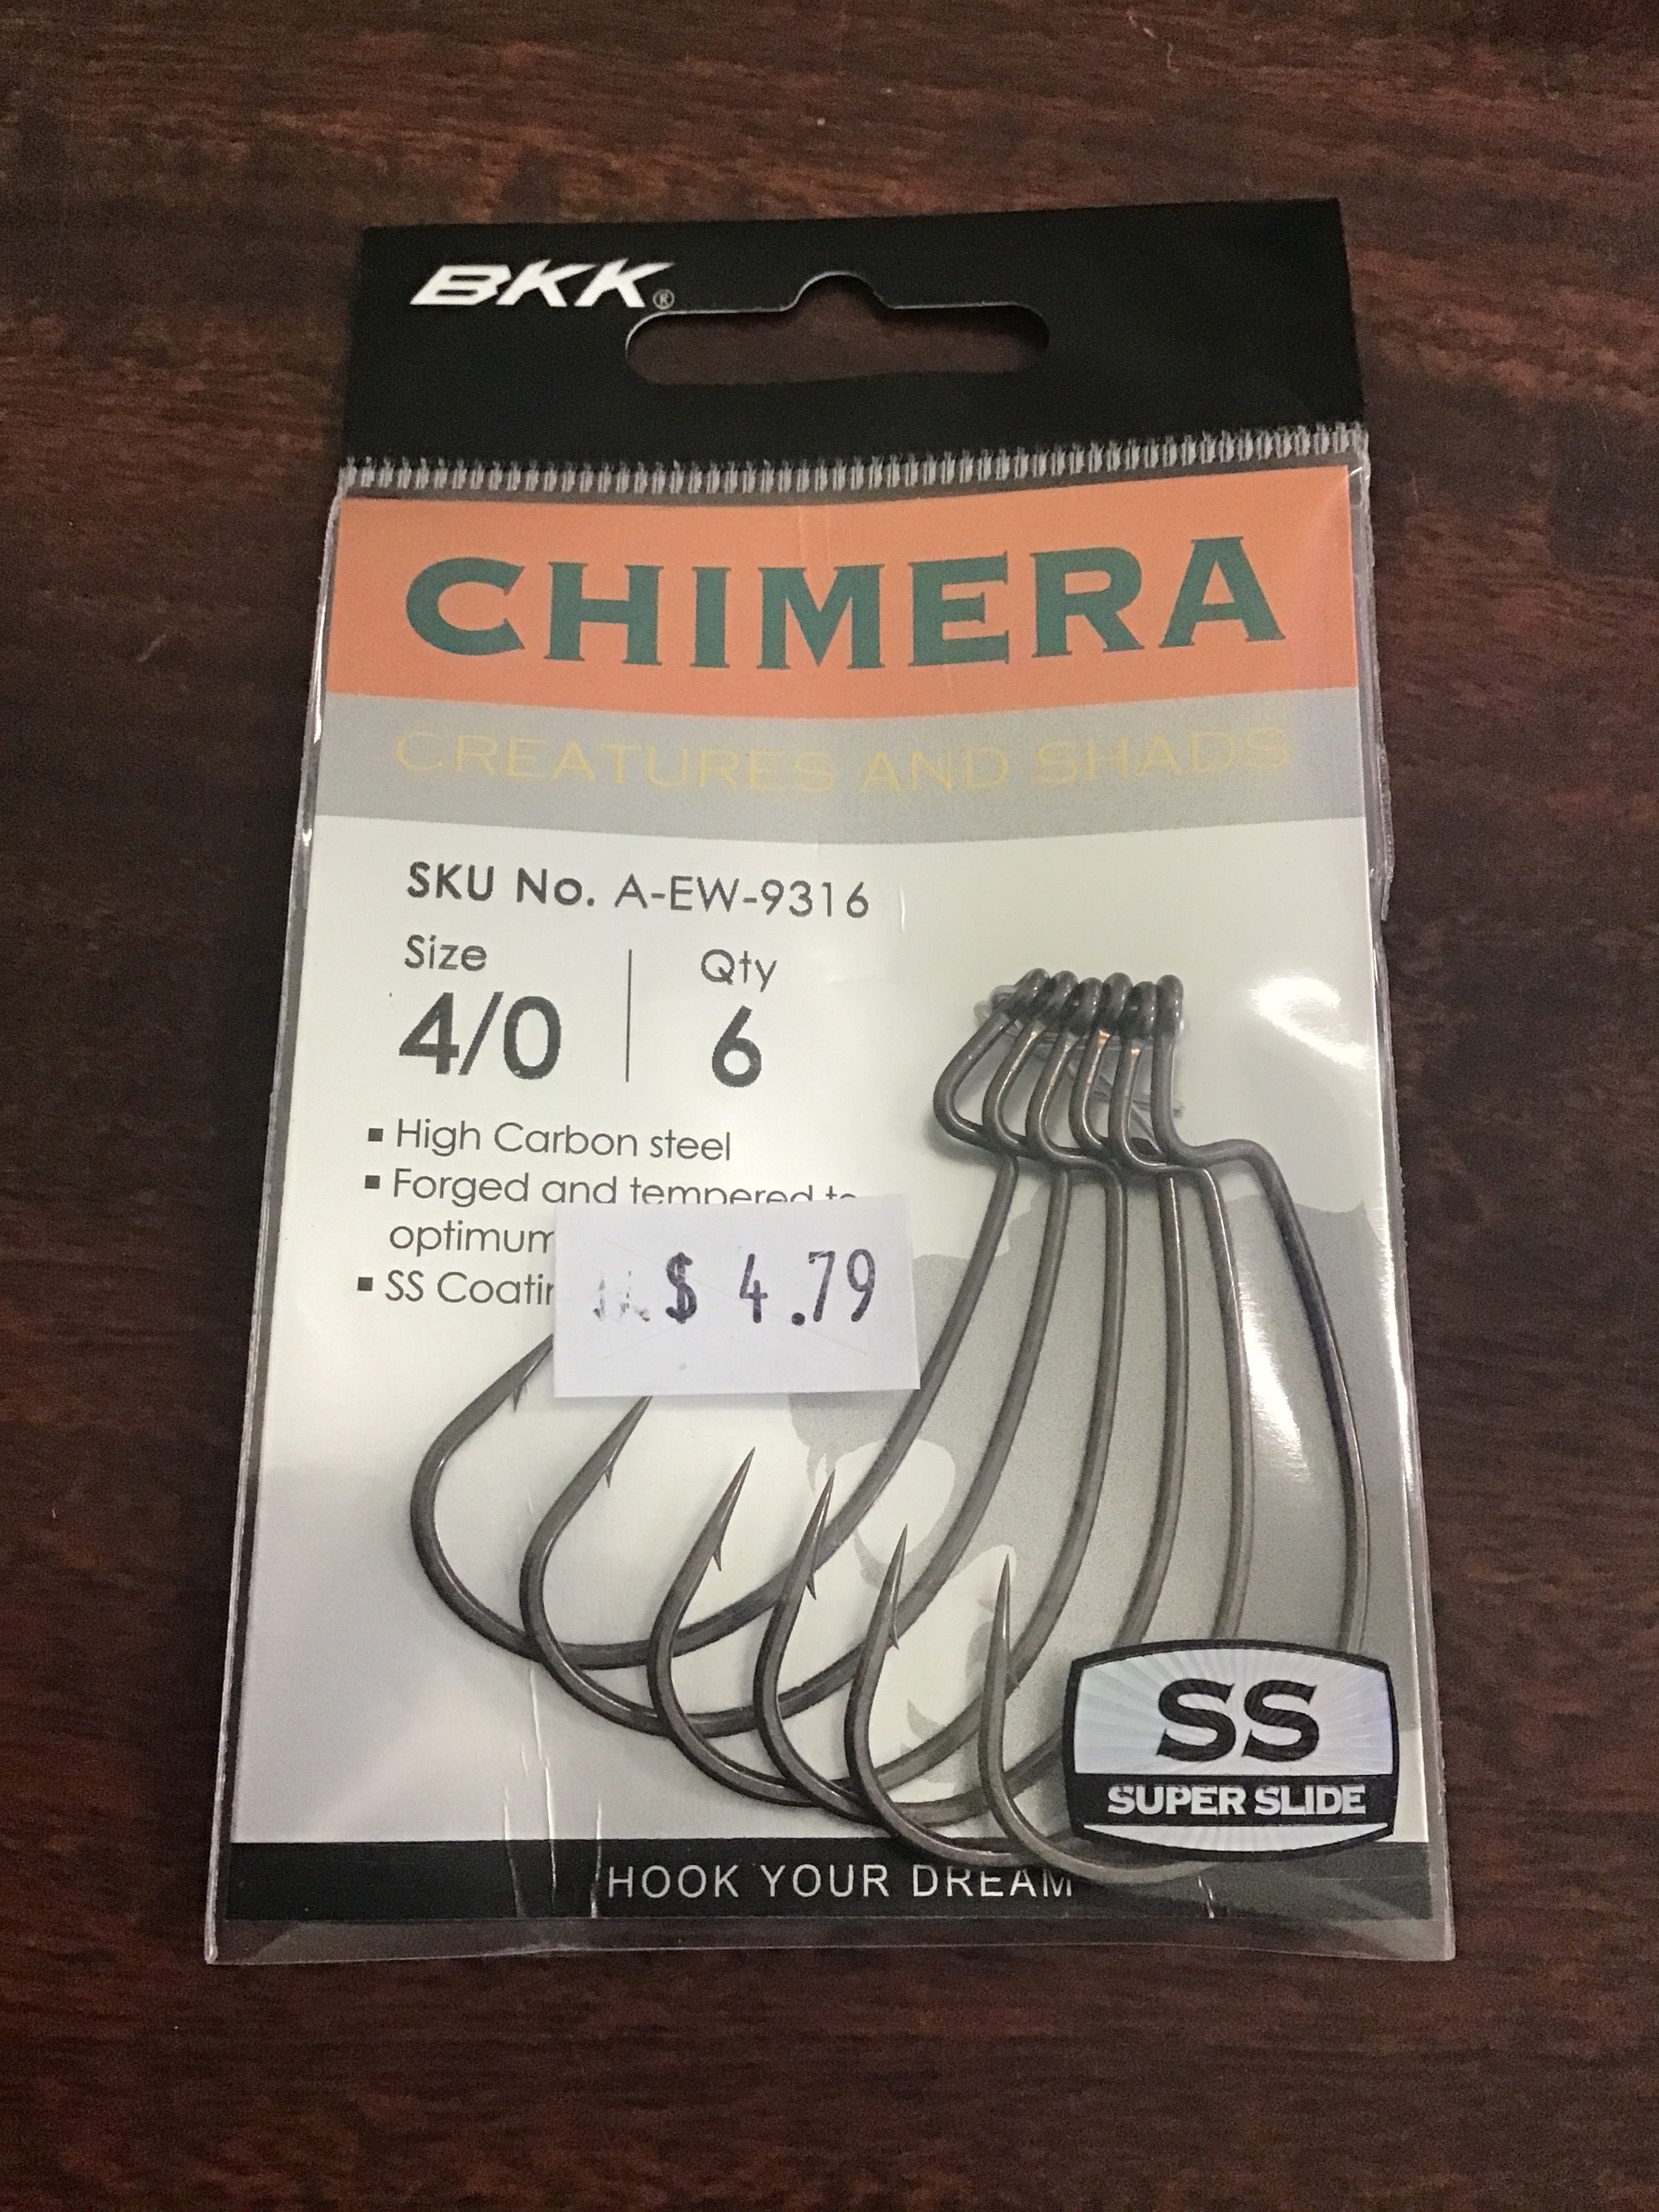 BKK®
CHIMERA
CREATURES AND SHADS
SKU No. A-EW-9316
Size
Qty
4/0
6
▪ High Carbon steel
▪ Forged and tempered to
optimum
▪ SS
$ 4.79
SS
SUPER SLIDE
HOOK YOUR DREAM